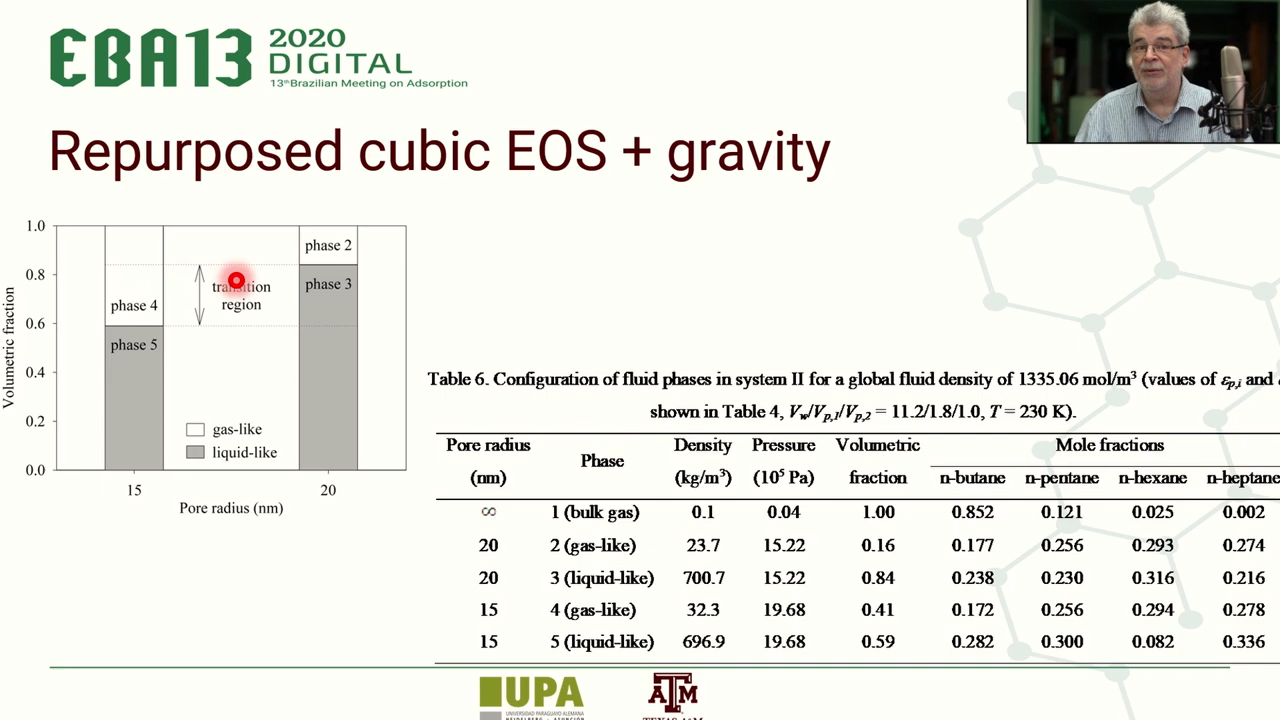 EBA13 2020 DIGITAL
13th Brazilian Meeting on Adsorption
Repurposed cubic EOS + gravity
Volumetric fraction
1.0
0.8
0.6
0.4
0.2
0.0
phase 4
phase 5
transition
region
phase 2
phase 3
gas-like
liquid-like
15
20
Pore radius (nm)
Table 6. Configuration of fluid phases in system II for a global fluid density of 1335.06 mol/m³ (values of εp,i and
shown in Table 4, Vw/Vp,1/Vp,2 = 11.2/1.8/1.0, T = 230 K).
Pore radius (nm) Phase Density (kg/m³) Pressure (10⁵ Pa) Volumetric fraction Mole fractions
n-butane n-pentane n-hexane n-heptane
∞ 1 (bulk gas) 0.1 0.04 1.00 0.852 0.121 0.025 0.002
20 2 (gas-like) 23.7 15.22 0.16 0.177 0.256 0.293 0.274
20 3 (liquid-like) 700.7 15.22 0.84 0.238 0.230 0.316 0.216
15 4 (gas-like) 32.3 19.68 0.41 0.172 0.256 0.294 0.278
15 5 (liquid-like) 696.9 19.68 0.59 0.282 0.300 0.082 0.336
UPA
UNIVERSIDAD PARAGUAYO ALEMANA
HEIDELBERG - ASUNCIÓN
ATM
TEXAS A&M